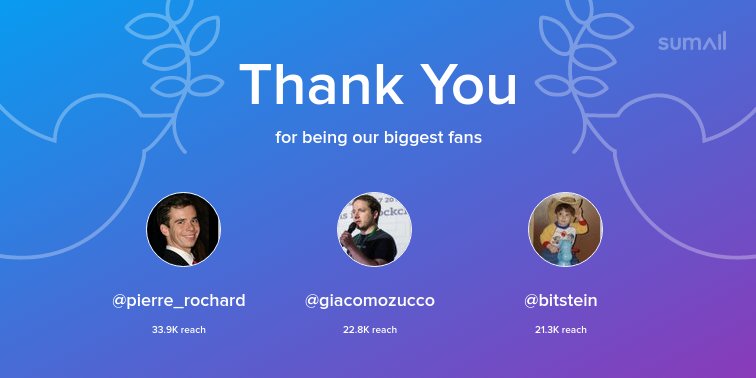 sumall
Thank You
for being our biggest fans
@pierre_rochard
@giacomozucco
@bitstein
33.9K reach
22.8K reach
21.3K reach